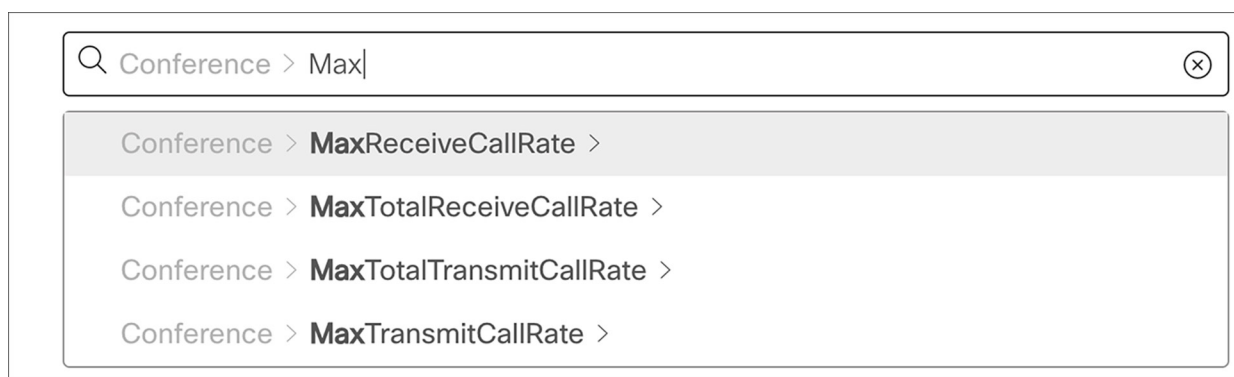 Conference > Max
Conference > MaxReceiveCallRate >
Conference > MaxTotalReceiveCallRate >
Conference > MaxTotalTransmitCallRate >
Conference > MaxTransmitCallRate >